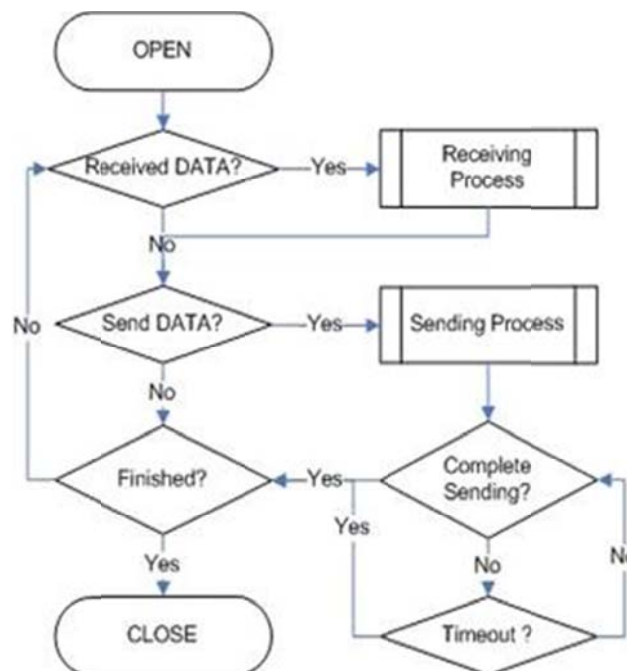 OPEN
Received DATA?
Yes
Receiving
Process
No
Send DATA?
Yes
Sending Process
No
No
Finished?
Yes
Complete
Sending?
Yes
Yes
No
No
CLOSE
Timeout ?